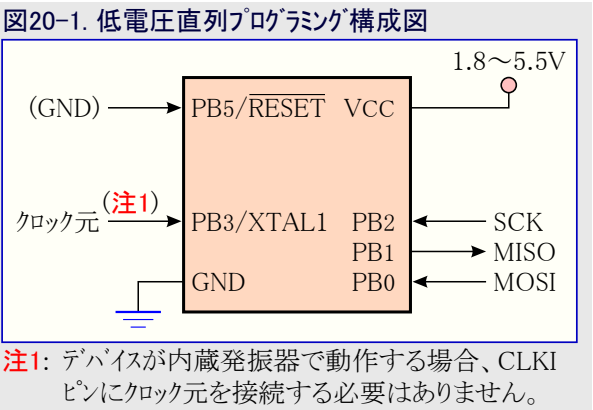 図20-1. 低電圧直列ﾌﾟﾛｸﾞﾗﾐﾝｸﾞ構成図
1.8～5.5V
(GND)
PB5/RESET
VCC
ｸﾛｯｸ元
(注1)
PB3/XTAL1
PB2
SCK
PB1
MISO
GND
PB0
MOSI
注1: ﾃﾞﾊﾞｲｽが内蔵発振器で動作する場合、CLKI
ﾋﾟﾝにｸﾛｯｸ元を接続する必要はありません。